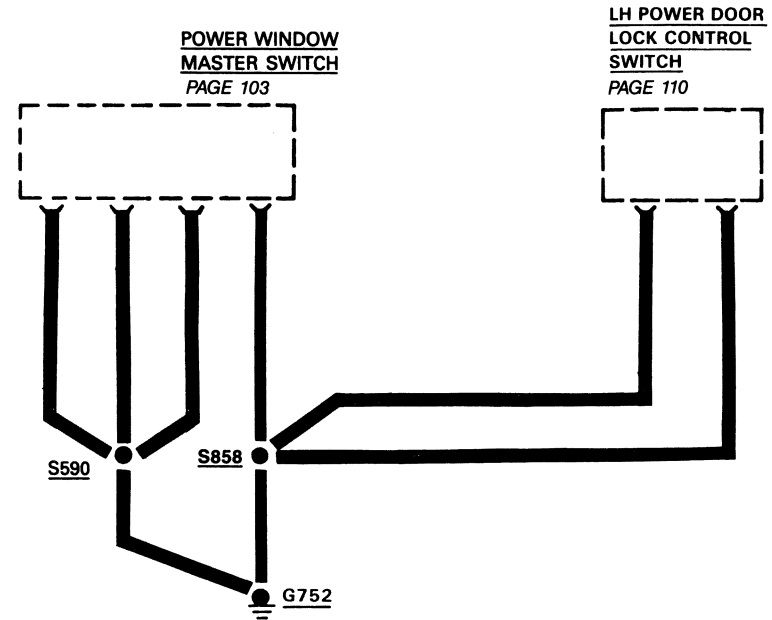 POWER WINDOW
MASTER SWITCH
PAGE 103
LH POWER DOOR
LOCK CONTROL
SWITCH
PAGE 110
S590
S858
G752